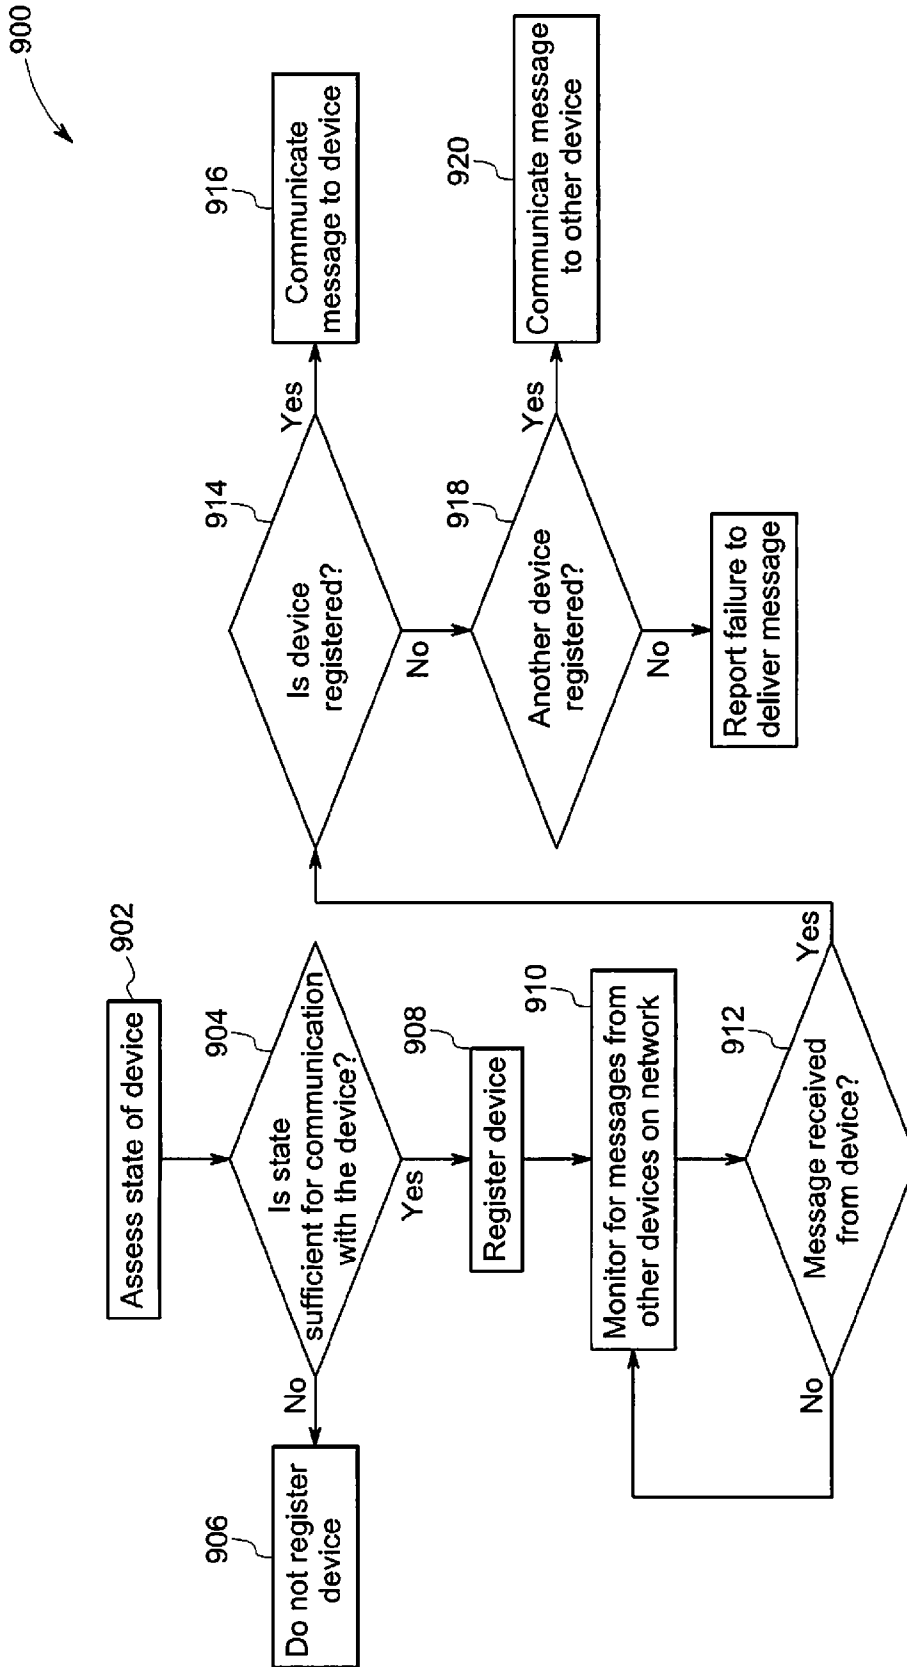 900
902
Assess state of device
904
Is state
sufficient for communication
with the device?
No
906
Do not register
device
Yes
908
Register device
910
Monitor for messages from
other devices on network
912
Message received
from device?
No
Yes
914
Is device
registered?
Yes
916
Communicate
message to device
No
918
Another device
registered?
Yes
920
Communicate message
to other device
No
Report failure to
deliver message